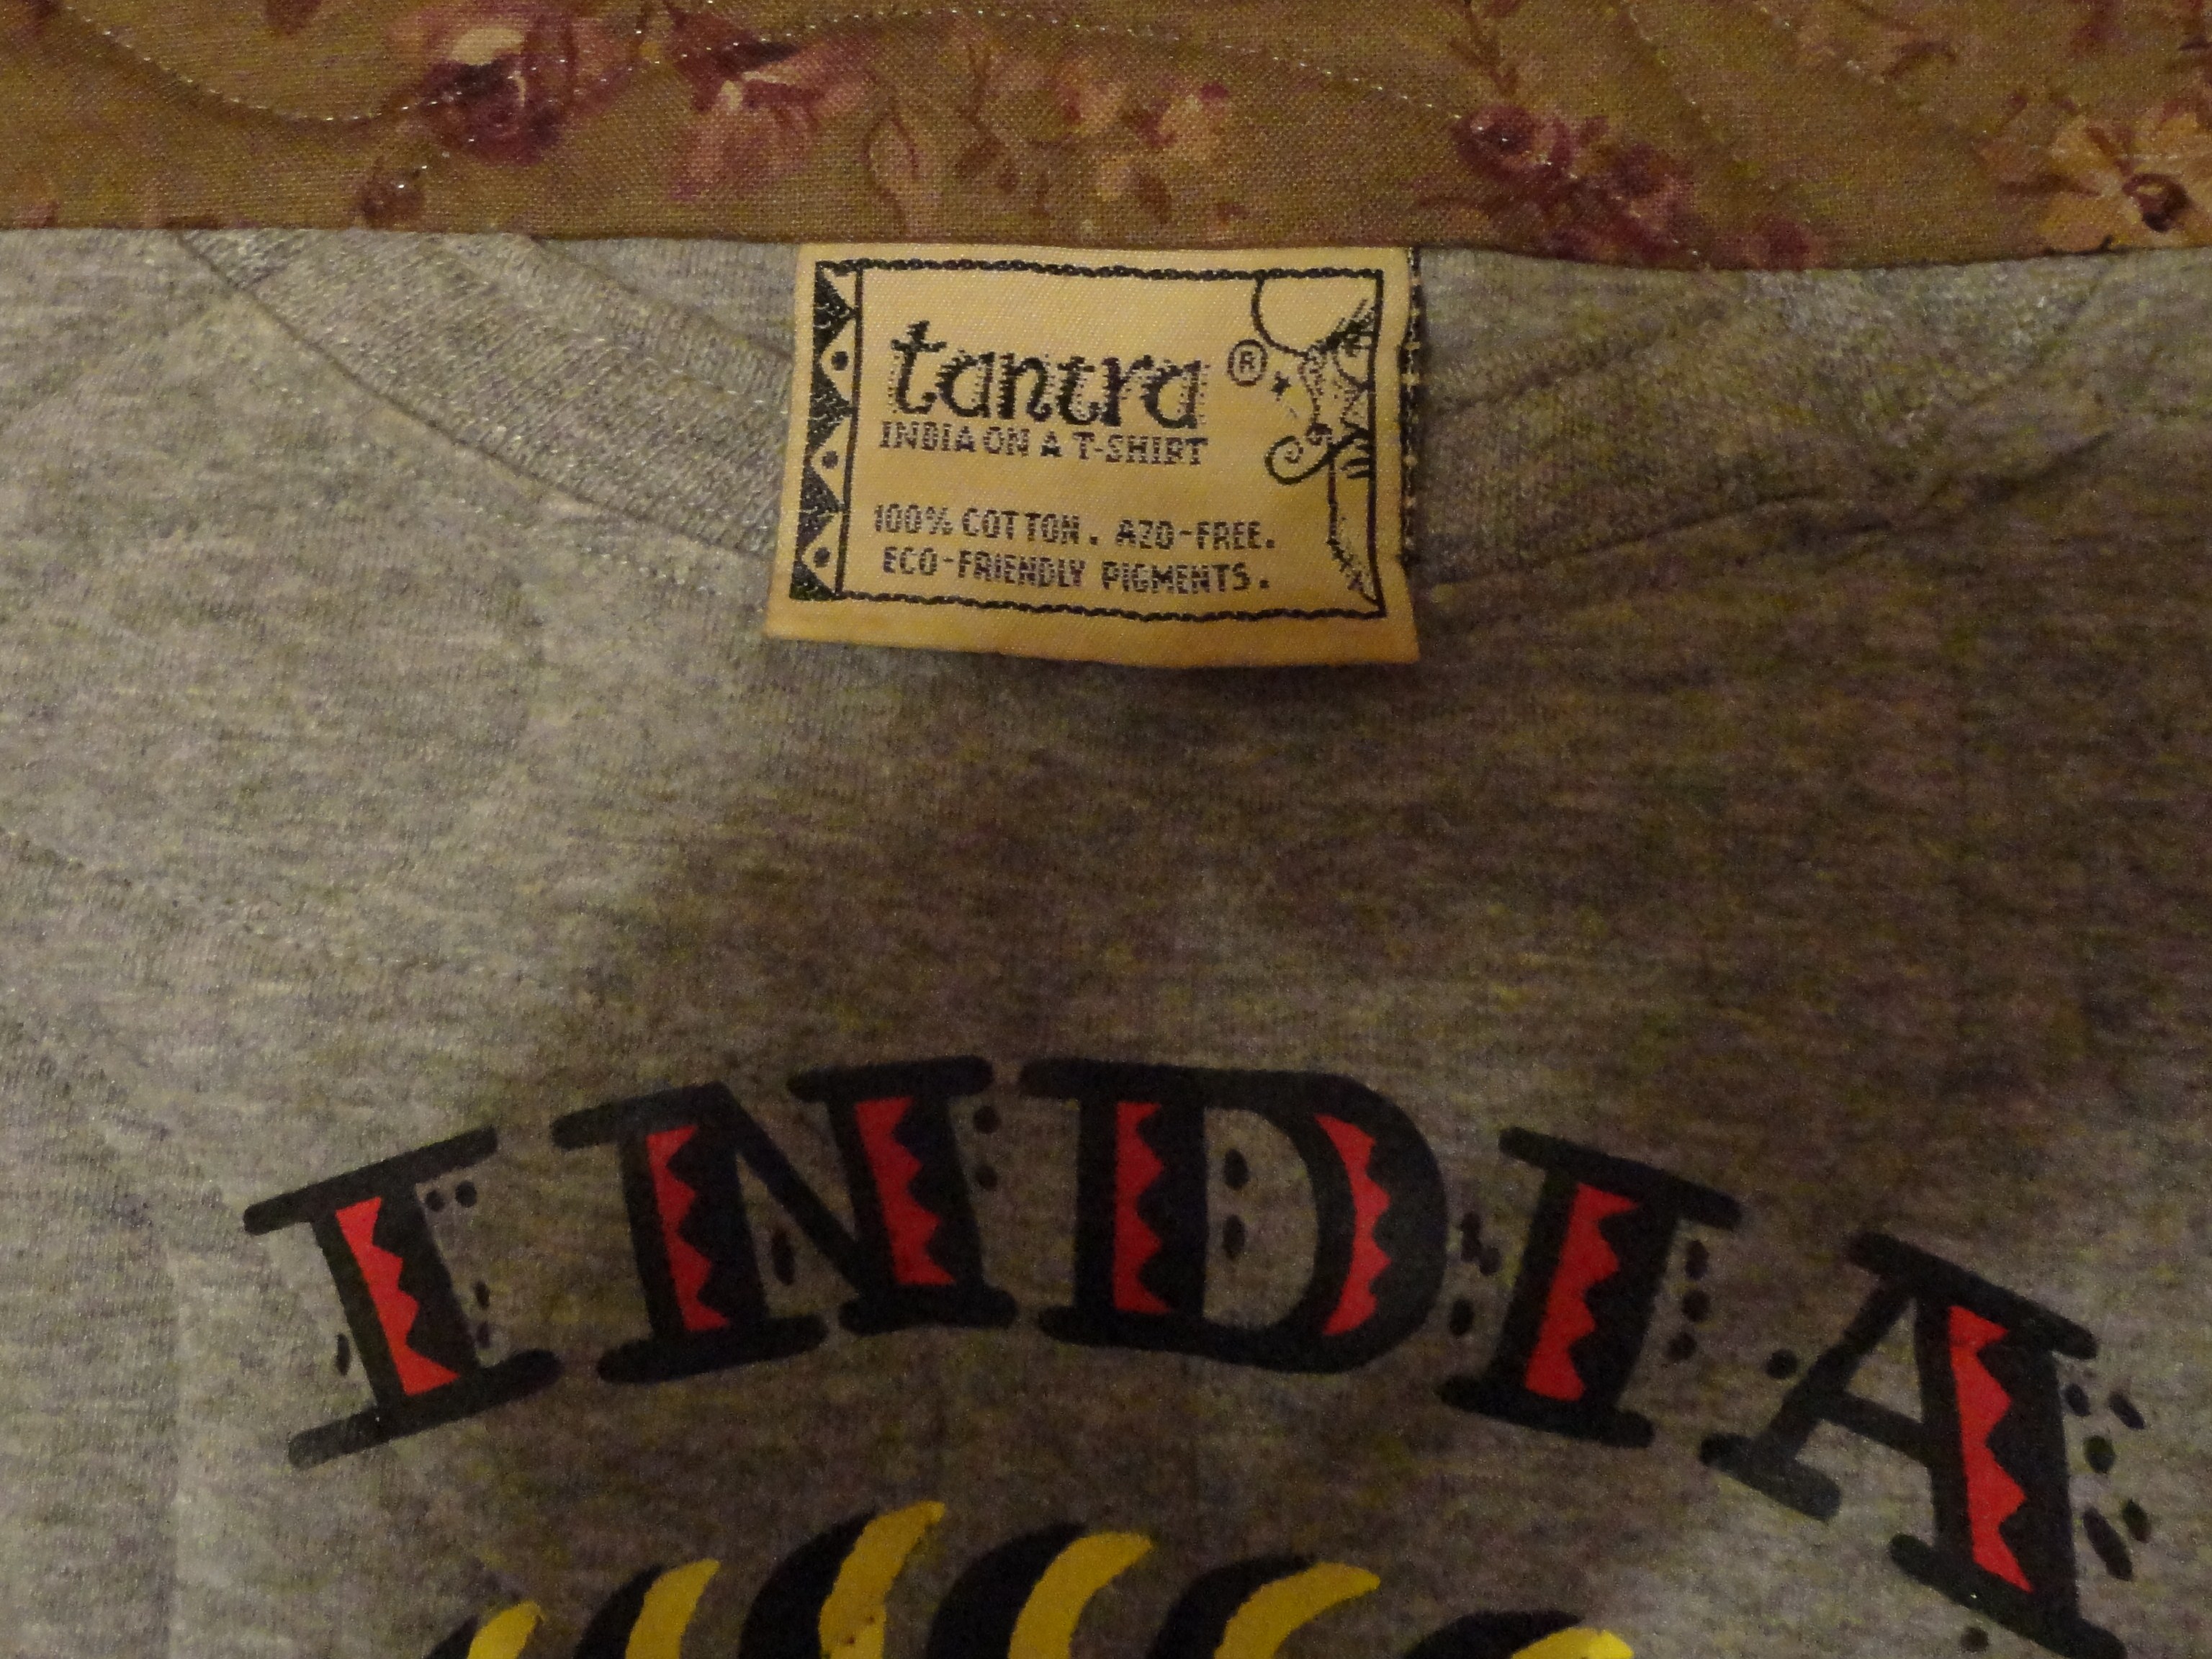 tantra ®
INDIA ON A T-SHIRT
100% COTTON. AZO-FREE.
ECO-FRIENDLY PIGMENTS.
INDIA